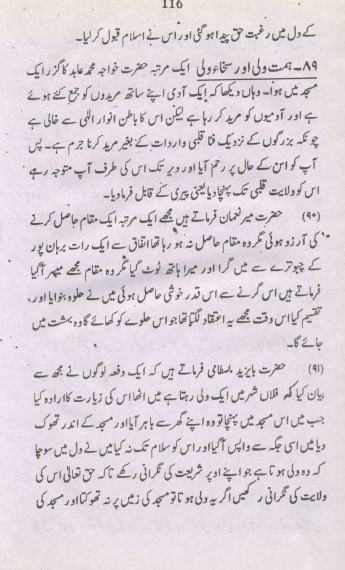 116
کے دل میں رغبت حق پیدا ہو گئی اور اس نے اسلام قبول کر لیا۔
۸۹۔ ہمت ولی اور سخاء ولی ایک مرتبہ حضرت خواجہ محمد عابد کا گزر ایک
مسجد میں ہوا۔ وہاں دیکھا کہ ایک آدمی اپنے ساتھ مریدوں کو جمع کئے ہوئے
ہے اور آدمیوں کو مرید کر رہا ہے لیکن اس کا باطن انوار الٰہی سے خالی ہے
چونکہ بزرگوں کے نزدیک فنا قلبی واردات کے بغیر مرید کرنا جرم ہے۔ پس
آپ کو اس کے حال پر رحم آیا اور دیر تک اس کی طرف آپ متوجہ رہے
اس کو ولایت قلبی تک پہنچا دیا یعنی پیری کے قابل فرما دیا۔
(۹۰) حضرت میر نعمان فرماتے ہیں مجھے ایک مرتبہ ایک مقام حاصل کرنے
کی آرزو ہوئی مگر وہ مقام حاصل نہ ہو رہا تھا اتفاق سے ایک رات برہان پور
کے چبوترے سے میں گرا اور میرا ہاتھ ٹوٹ گیا مگر وہ مقام مجھے میسر آگیا
فرماتے ہیں اس گرنے سے اس قدر خوشی حاصل ہوئی میں نے حلوہ بنوایا اور،
تقسیم کیا اس وقت مجھے یہ اعتقاد لگتا تھا جو اس حلوے کو کھائے گا وہ بہشت میں
جائے گا۔
(۹۱) حضرت بایزید بسطامی فرماتے ہیں کہ ایک دفعہ لوگوں نے مجھ سے
بیان کیا کہ فلاں شہر میں ایک ولی رہتا ہے میں اٹھا اس کی زیارت کا ارادہ کیا
جب میں اس مسجد میں پہنچا تو وہ اپنے گھر سے باہر آیا اور مسجد کے اندر تھوک
دیا میں اسی جگہ سے واپس آگیا اور اس کو سلام تک نہ کیا میں نے دل میں سوچا
کہ وہ ولی ہوتا ہے جو اپنے اوپر شریعت کی نگرانی رکھے تاکہ حق تعالیٰ اس کی
ولایت کی نگرانی رکھیں اگر یہ ولی ہوتا تو مسجد کی زمیں پر نہ تھوکتا اور مسجد کی